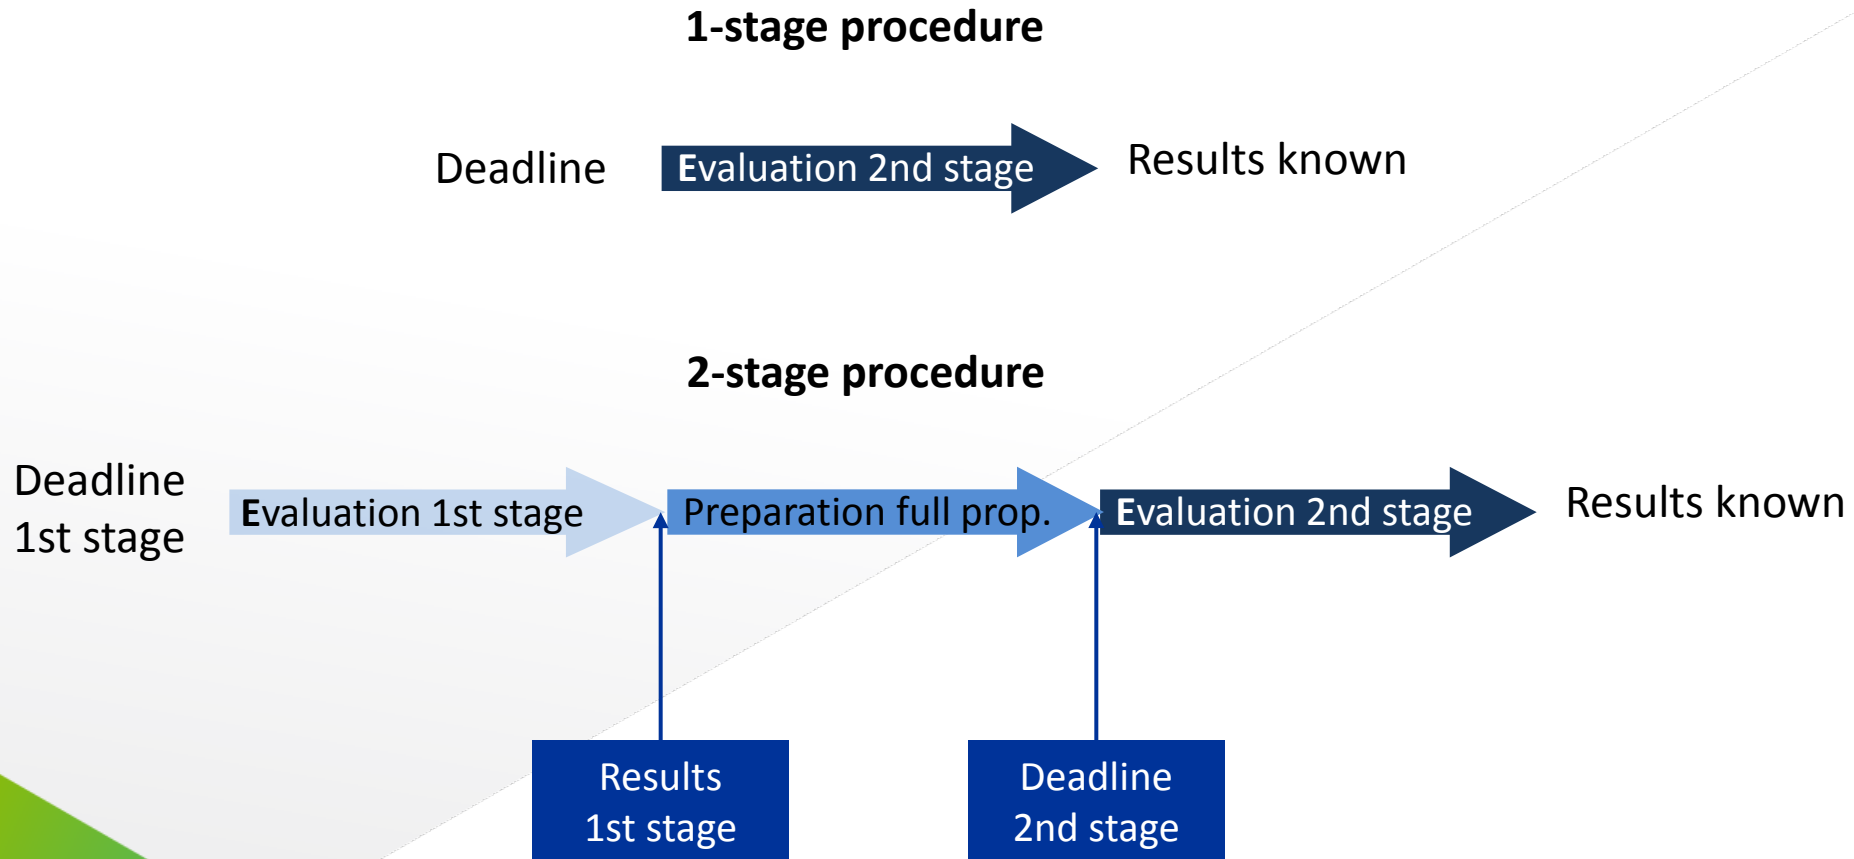 1-stage procedure
Deadline
Evaluation 2nd stage
Results known
2-stage procedure
Deadline
1st stage
Evaluation 1st stage
Preparation full prop.
Evaluation 2nd stage
Results known
Results
1st stage
Deadline
2nd stage